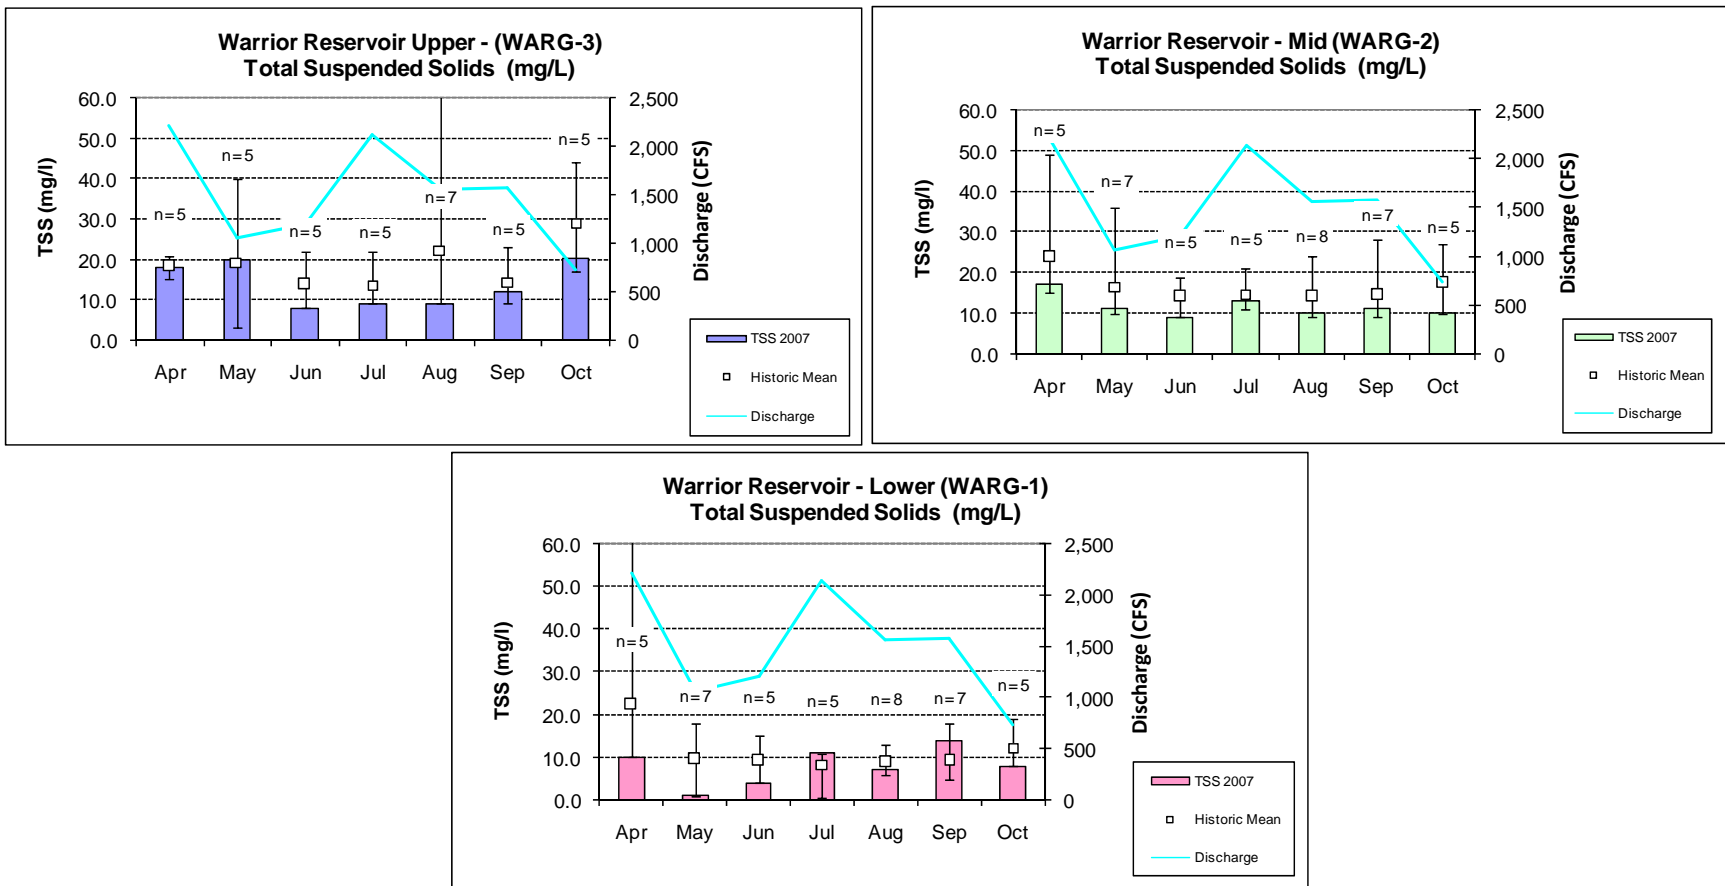 Warrior Reservoir Upper - (WARG-3)
Total Suspended Solids (mg/L)
TSS (mg/l)
60.0
50.0
40.0
30.0
20.0
10.0
0.0
n=5
n=5
n=5
n=5
n=7
n=5
n=5
2,500
2,000
1,500
1,000
500
0
Discharge (CFS)
Apr May Jun Jul Aug Sep Oct
TSS 2007
Historic Mean
Discharge
Warrior Reservoir - Mid (WARG-2)
Total Suspended Solids (mg/L)
TSS (mg/l)
60.0
50.0
40.0
30.0
20.0
10.0
0.0
n=5
n=7
n=5
n=5
n=8
n=7
n=5
2,500
2,000
1,500
1,000
500
0
Discharge (CFS)
Apr May Jun Jul Aug Sep Oct
TSS 2007
Historic Mean
Discharge
Warrior Reservoir - Lower (WARG-1)
Total Suspended Solids (mg/L)
TSS (mg/l)
60.0
50.0
40.0
30.0
20.0
10.0
0.0
n=5
n=7
n=5
n=5
n=8
n=7
n=5
2,500
2,000
1,500
1,000
500
0
Discharge (CFS)
Apr May Jun Jul Aug Sep Oct
TSS 2007
Historic Mean
Discharge